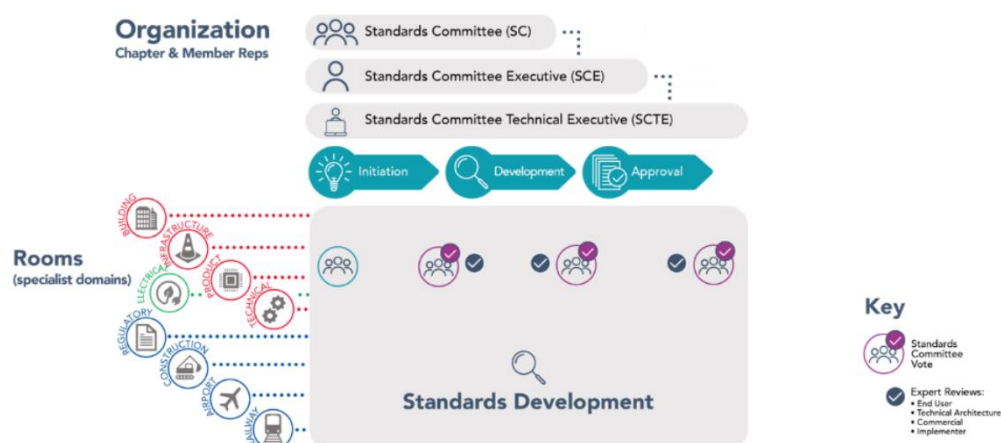 Organization
Chapter & Member Reps
Standards Committee (SC)
Standards Committee Executive (SCE)
Standards Committee Technical Executive (SCTE)
Initiation
Development
Approval
Rooms
(specialist domains)
BUILDING
INFRASTRUCTURE
PRODUCT
ELECTRICAL
TECHNICAL
REGULATORY
CONSTRUCTION
AIRPORT
RAILWAY
Standards Development
Key
Standards
Committee
Vote
Expert Reviews:
• End User
• Technical Architecture
• Commercial
• Implementer